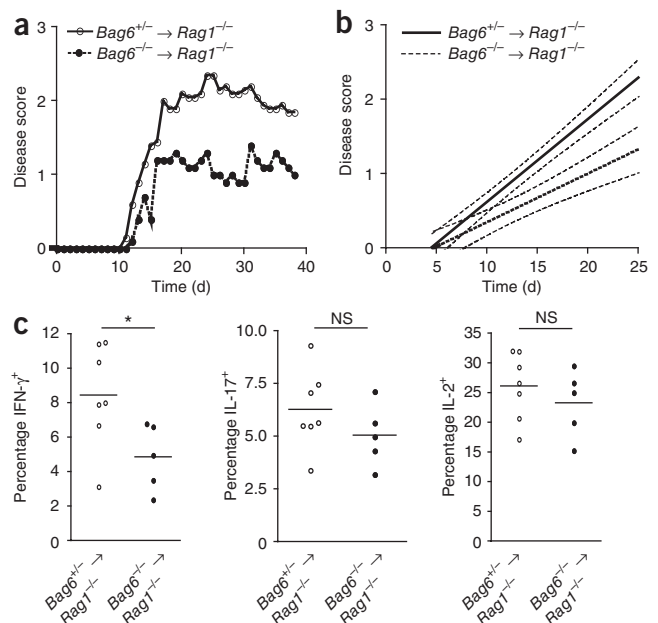 a
Bag6+/– → Rag1–/–
Bag6–/– → Rag1–/–
Disease score
3
2
1
0
0 10 20 30 40
Time (d)
b
Bag6+/– → Rag1–/–
Bag6–/– → Rag1–/–
Disease score
3
2
1
0
0 5 10 15 20 25
Time (d)
c
*
Percentage IFN-γ+
12
10
8
6
4
2
0
Bag6+/– →
Rag1–/–
Bag6–/– →
Rag1–/–
NS
Percentage IL-17+
10.0
7.5
5.0
2.5
0
Bag6+/– →
Rag1–/–
Bag6–/– →
Rag1–/–
NS
Percentage IL-2+
35
30
25
20
15
10
5
0
Bag6+/– →
Rag1–/–
Bag6–/– →
Rag1–/–